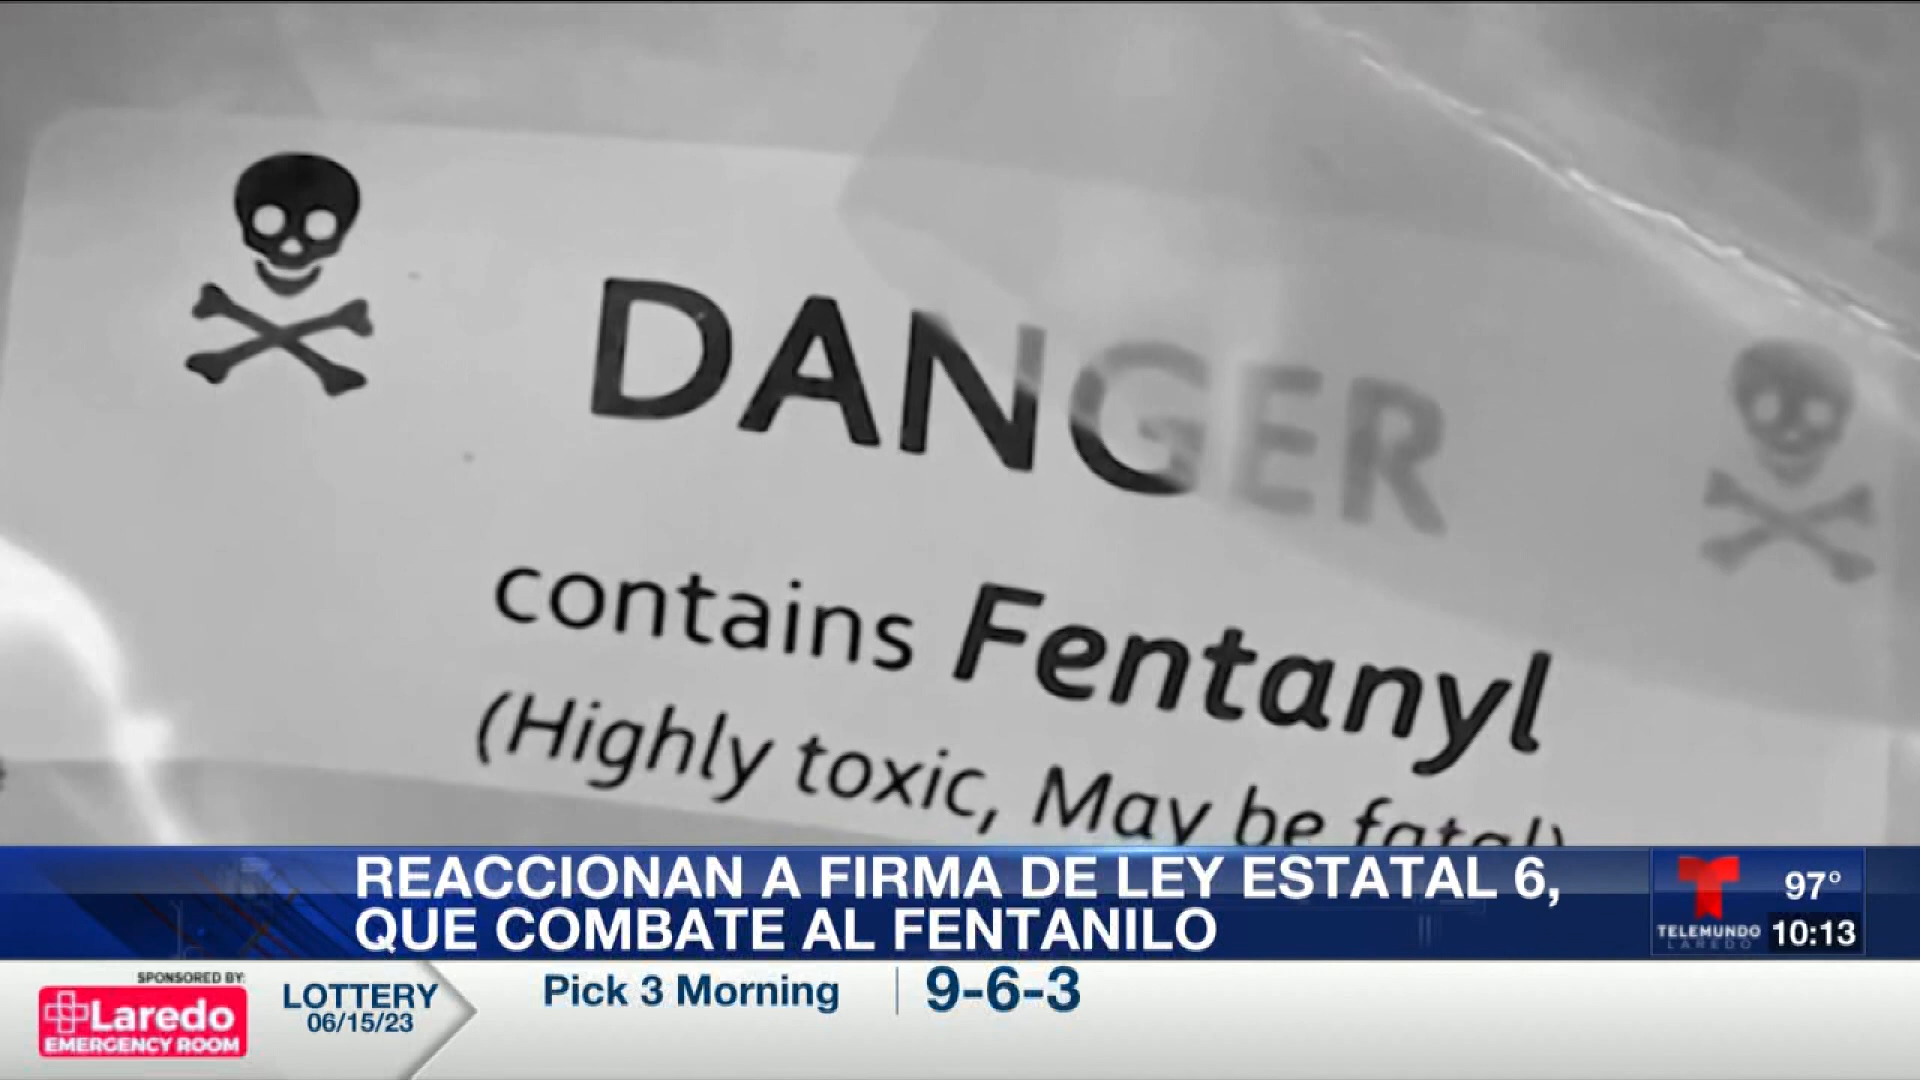 DANGER
contains Fentanyl
(Highly toxic, May be fatal)
REACCIONAN A FIRMA DE LEY ESTATAL 6,
QUE COMBATE AL FENTANILO
97°
TELEMUNDO
LAREDO
10:13
SPONSORED BY:
Laredo
EMERGENCY ROOM
LOTTERY
06/15/23
Pick 3 Morning
9-6-3